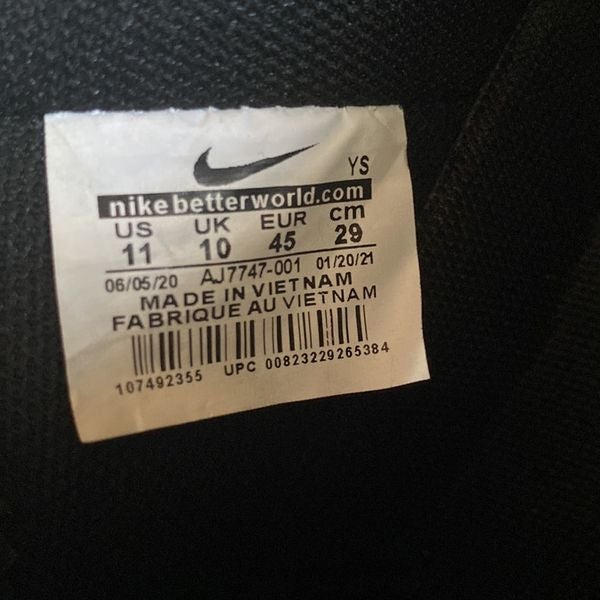 YS
nikebetterworld.com
US UK EUR cm
11 10 45 29
06/05/20 AJ7747-001 01/20/21
MADE IN VIETNAM
FABRIQUE AU VIETNAM
107492355 UPC 00823229265384